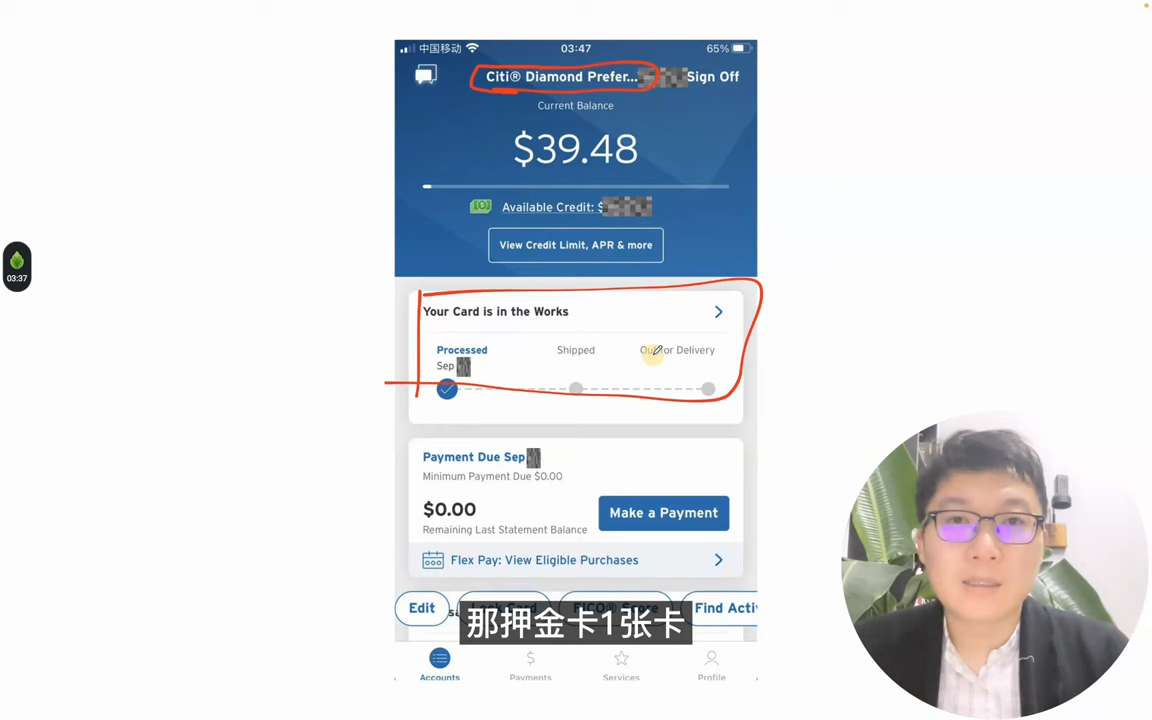 中国移动
03:47
65%
Citi® Diamond Prefer...
Sign Off
Current Balance
$39.48
Available Credit: $
View Credit Limit, APR & more
Your Card is in the Works
Processed
Shipped
for Delivery
Sep
03:37
Payment Due Sep
Minimum Payment Due $0.00
$0.00
Make a Payment
Remaining Last Statement Balance
Flex Pay: View Eligible Purchases
Edit
Find Acti
那押金卡1张卡
Accounts
Payments
Services
Profile